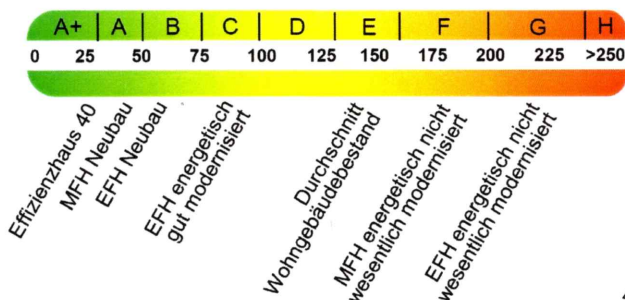 A+ A B C D E F G H
0 25 50 75 100 125 150 175 200 225 >250
Effizienzhaus 40
MFH Neubau
EFH Neubau
EFH energetisch
gut modernisiert
Durchschnitt
Wohngebäudebestand
MFH energetisch nicht
wesentlich modernisiert
EFH energetisch nicht
wesentlich modernisiert